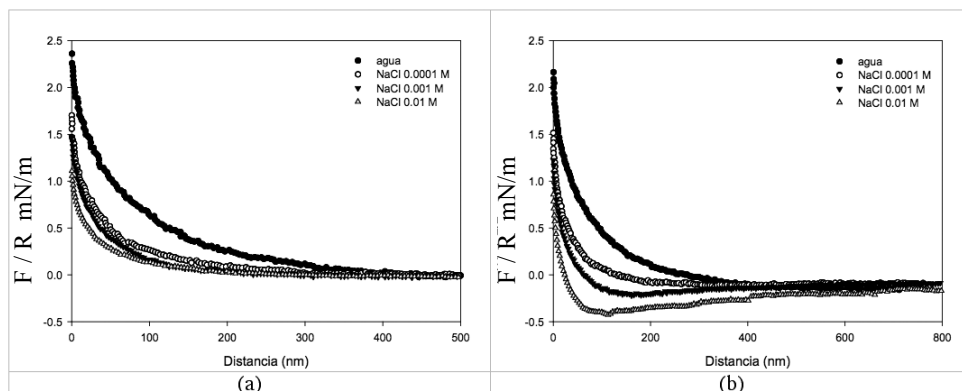 2.5
2.0
1.5
1.0
0.5
0.0
-0.5
F / R mN/m
agua
NaCl 0.0001 M
NaCl 0.001 M
NaCl 0.01 M
0 100 200 300 400 500
Distancia (nm)
(a)
2.5
2.0
1.5
1.0
0.5
0.0
-0.5
F / R mN/m
agua
NaCl 0.0001 M
NaCl 0.001 M
NaCl 0.01 M
0 200 400 600 800
Distancia (nm)
(b)